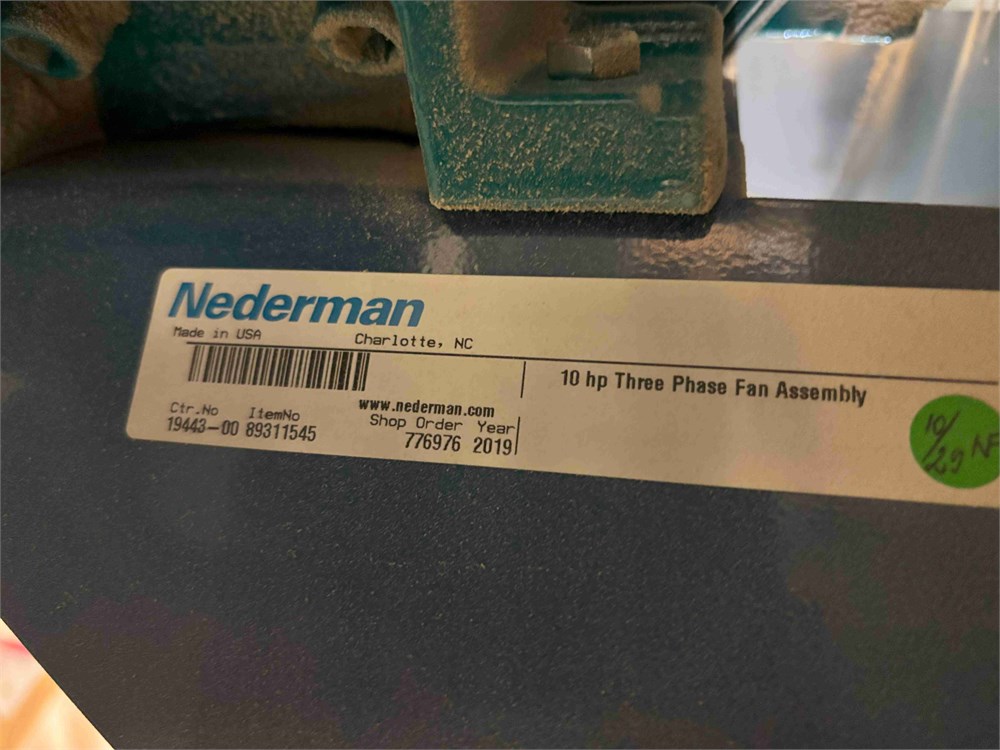 Nederman
Made in USA Charlotte, NC
10 hp Three Phase Fan Assembly
www.nederman.com
Ctr.No ItemNo Shop Order Year
19443-00 89311545 776976 2019
10/
29 NF